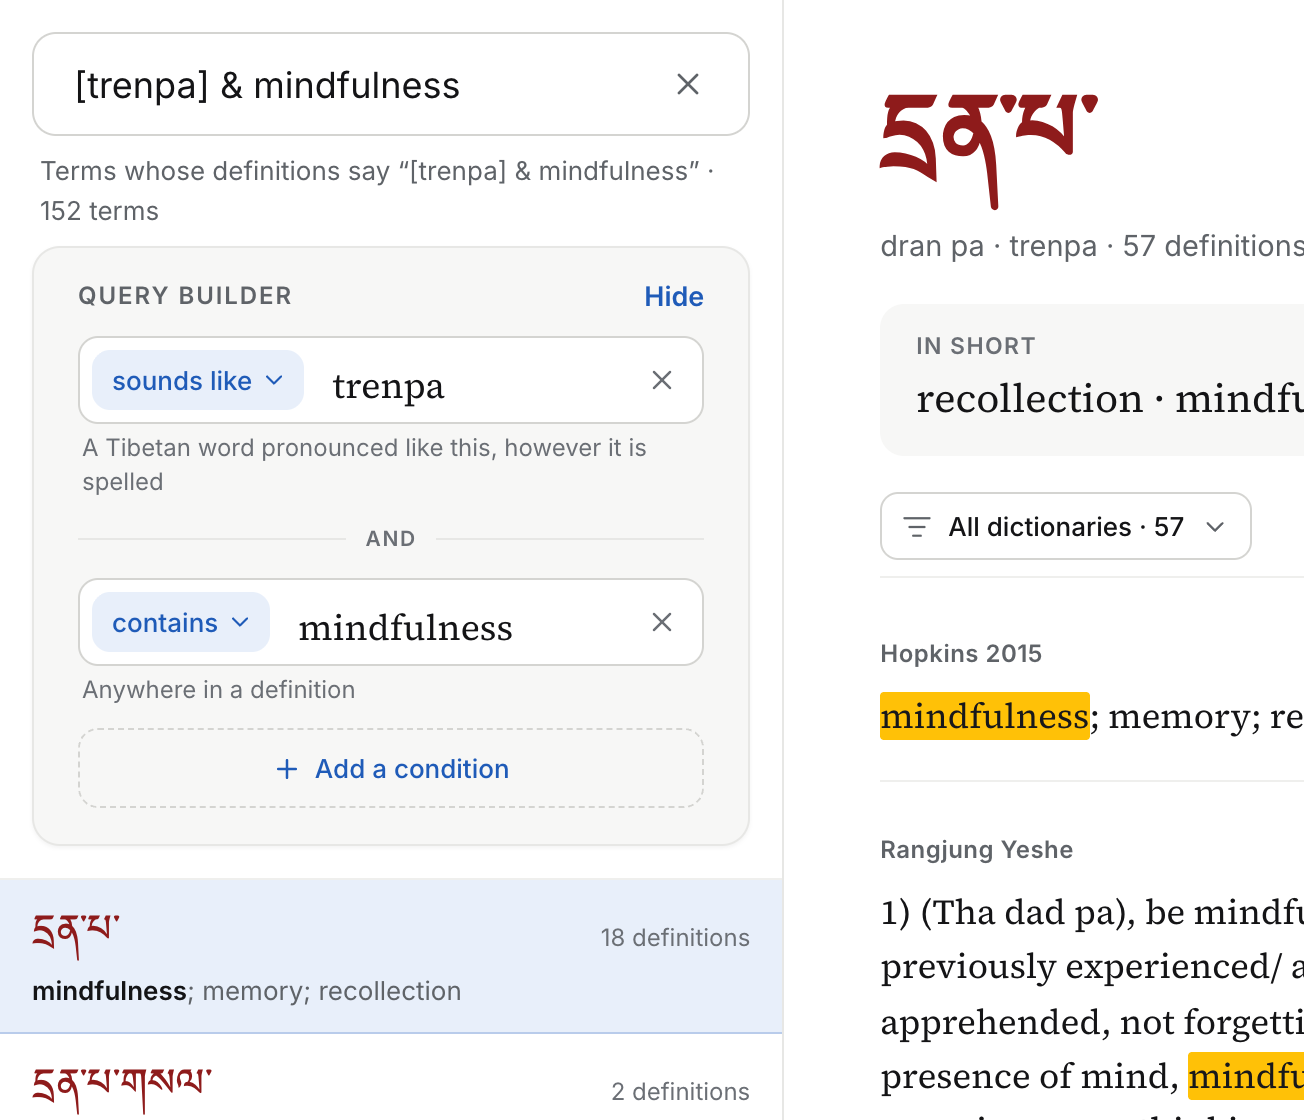 [trenpa] & mindfulness
Terms whose definitions say “[trenpa] & mindfulness” ·
152 terms
QUERY BUILDER
Hide
sounds like
trenpa
A Tibetan word pronounced like this, however it is
spelled
AND
contains
mindfulness
Anywhere in a definition
+ Add a condition
དྲན་པ་
18 definitions
mindfulness; memory; recollection
དྲན་པ་གསལ་
2 definitions
དྲན་པ་
dran pa · trenpa · 57 definitions
IN SHORT
recollection · mindfu
All dictionaries · 57
Hopkins 2015
mindfulness; memory; re
Rangjung Yeshe
1) (Tha dad pa), be mindfu
previously experienced/ a
apprehended, not forgetti
presence of mind, mindfu